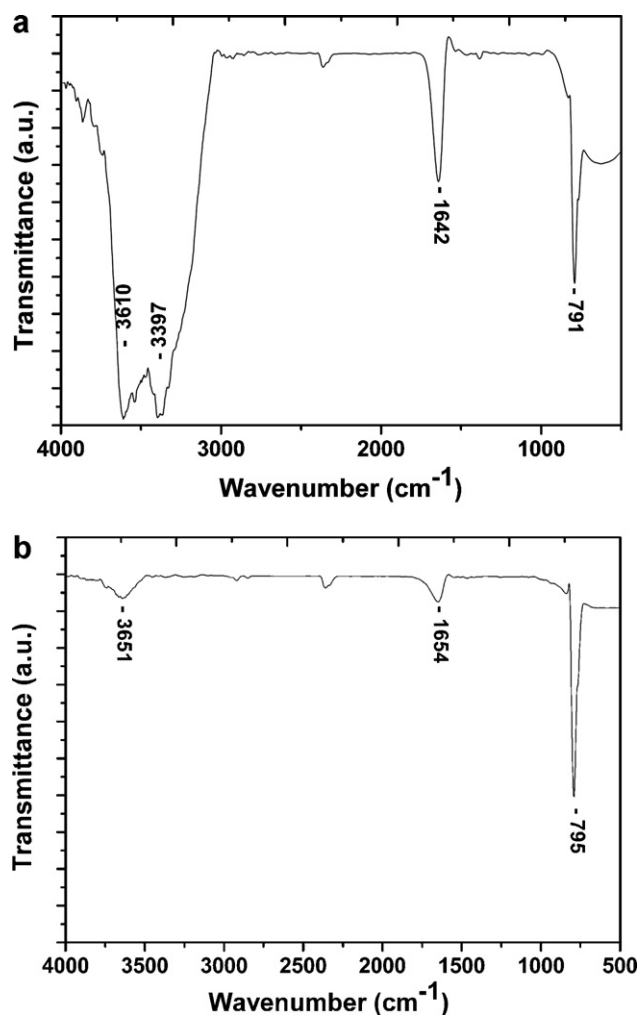 a
Transmittance (a.u.)
- 3610
- 3397
- 1642
- 791
4000 3000 2000 1000
Wavenumber (cm⁻¹)
b
Transmittance (a.u.)
- 3651
- 1654
- 795
4000 3500 3000 2500 2000 1500 1000 500
Wavenumber (cm⁻¹)